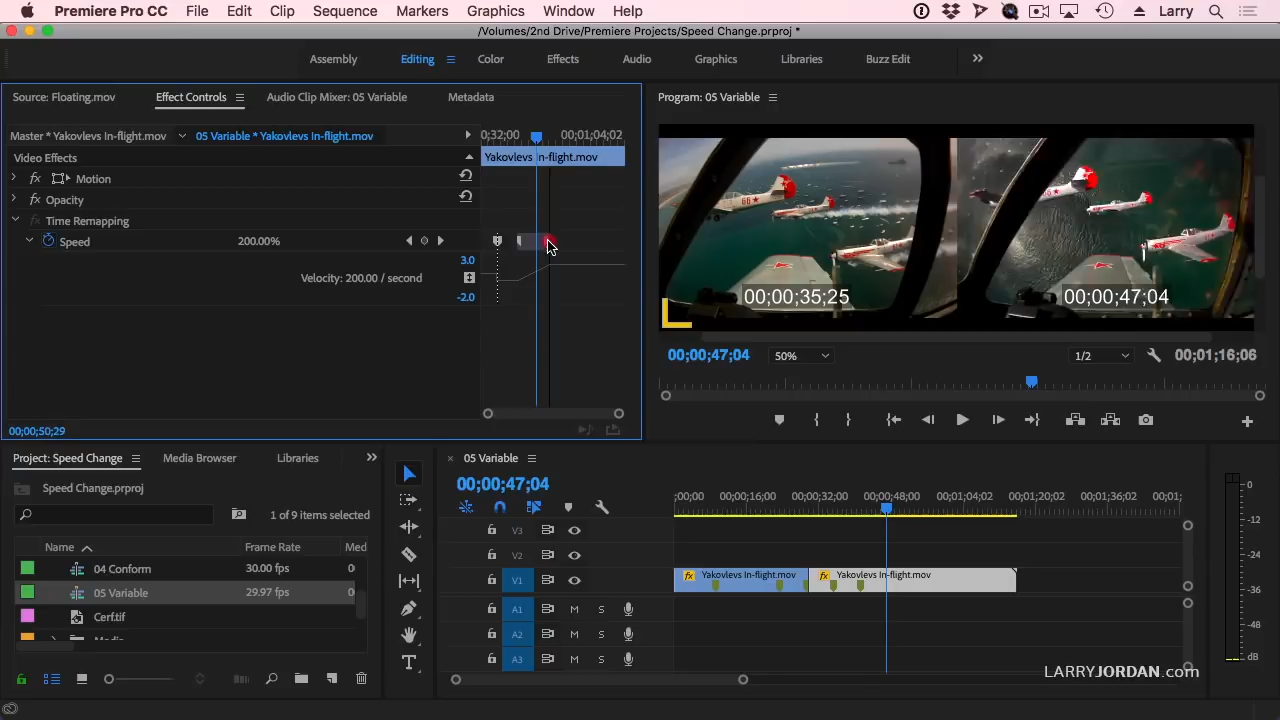 Premiere Pro CC File Edit Clip Sequence Markers Graphics Window Help Larry
/Volumes/2nd Drive/Premiere Projects/Speed Change.prproj *
Assembly Editing Color Effects Audio Graphics Libraries Buzz Edit
Source: Floating.mov Effect Controls Audio Clip Mixer: 05 Variable Metadata
Program: 05 Variable
Master * Yakovlevs In-flight.mov 05 Variable * Yakovlevs In-flight.mov
0;32;00 00;01;04;02
Video Effects
Yakovlevs In-flight.mov
fx Motion
fx Opacity
fx Time Remapping
Speed 200.00%
3.0
Velocity: 200.00 / second
-2.0
00;00;35;25 00;00;47;04
00;00;47;04 50% 1/2 00;01;16;06
00;00;50;29
Project: Speed Change Media Browser Libraries
Speed Change.prproj
1 of 9 items selected
Name Frame Rate Med
04 Conform 30.00 fps 0
05 Variable 29.97 fps 0
Cerf.tif
× 05 Variable
00;00;47;04
;00;00 00;00;16;00 00;00;32;00 00;00;48;00 00;01;04;02 00;01;20;02 00;01;36;02 00;01;
V3
V2
V1 fx Yakovlevs In-flight.mov fx Yakovlevs In-flight.mov
A1 M S
A2 M S
A3 M S
0
-12
-24
-36
-48
dB
LARRYJORDAN.com